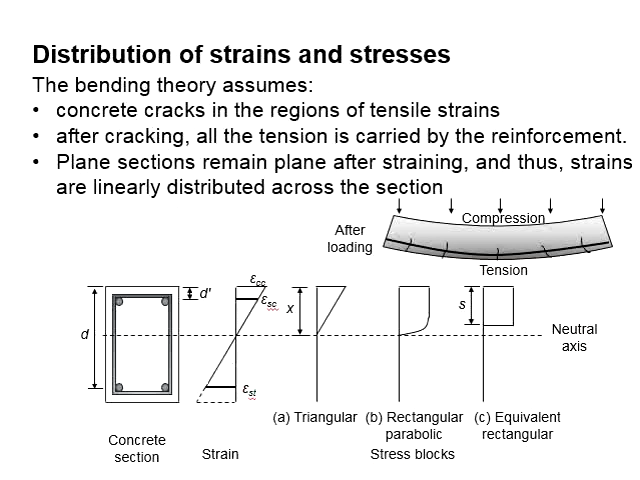 Distribution of strains and stresses
The bending theory assumes:
• concrete cracks in the regions of tensile strains
• after cracking, all the tension is carried by the reinforcement.
• Plane sections remain plane after straining, and thus, strains
are linearly distributed across the section
Compression
After
loading
Tension
εcc
d'
εsc
x
s
d
Neutral
axis
εst
(a) Triangular
(b) Rectangular
parabolic
(c) Equivalent
rectangular
Concrete
section
Strain
Stress blocks